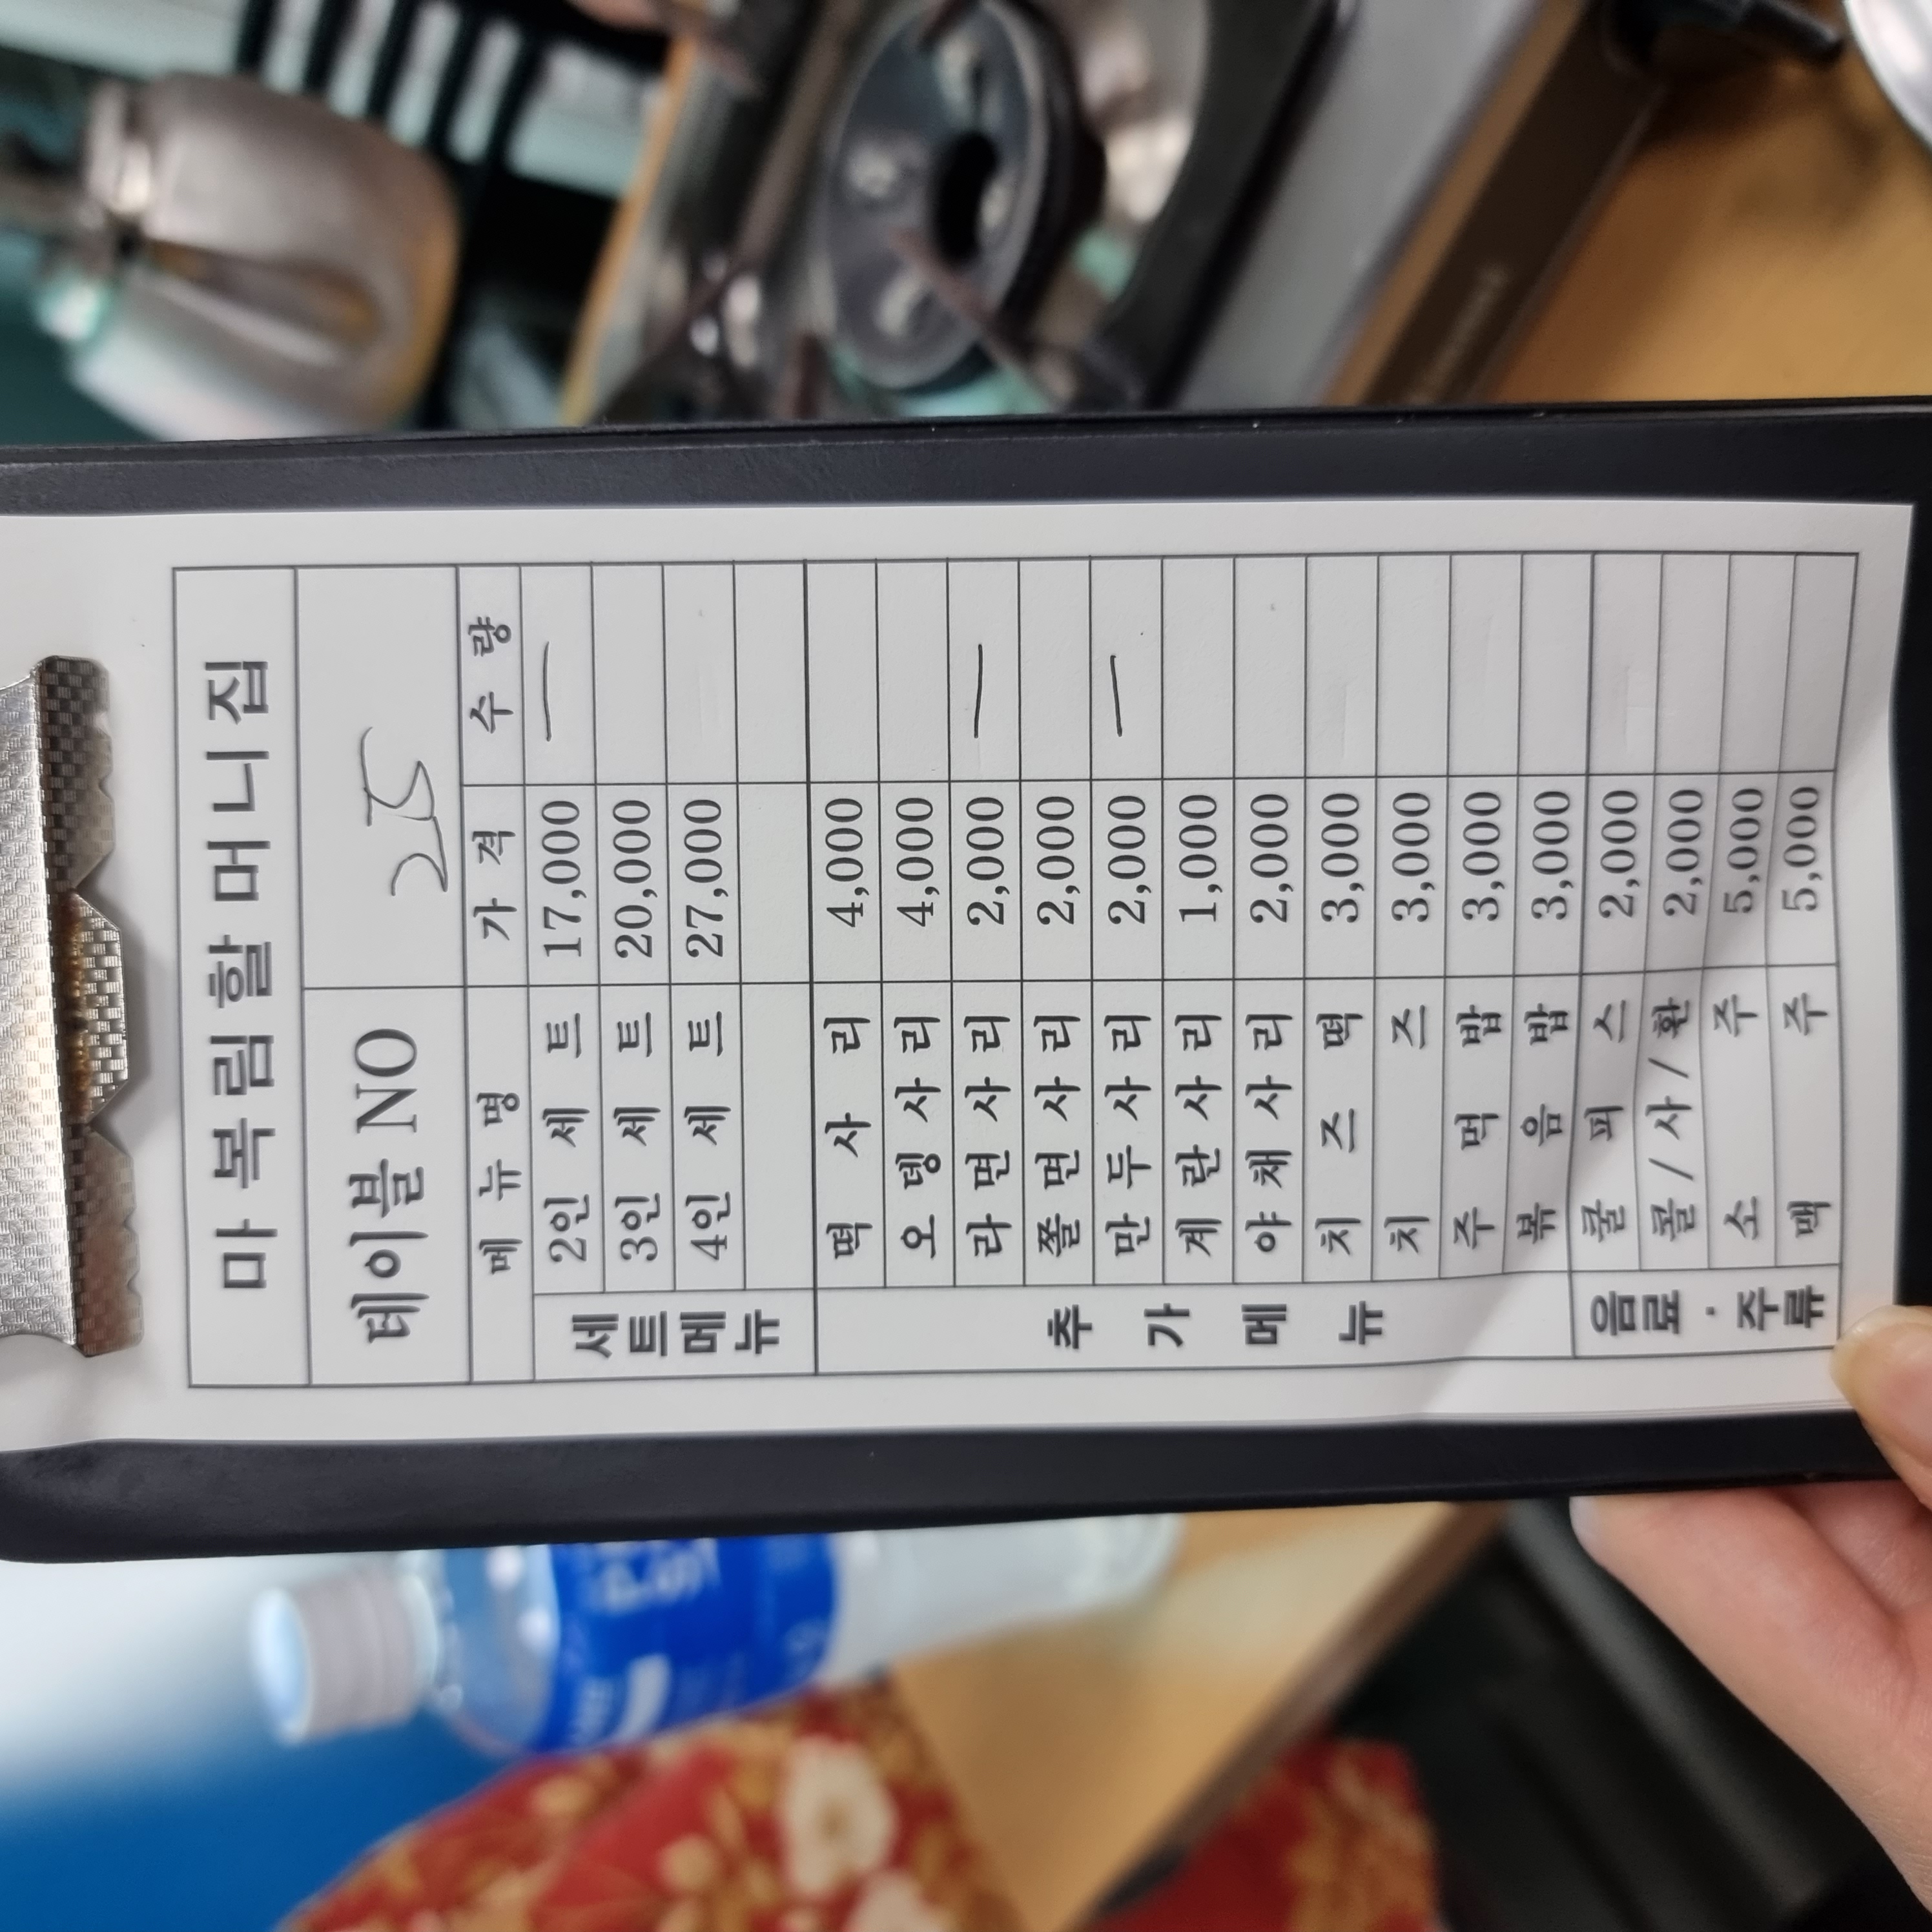 마복림할머니집
테이블 NO 25
메뉴명 가격 수량
세트메뉴
2인 세 트 17,000 —
3인 세 트 20,000
4인 세 트 27,000
추가메뉴
떡 사 리 4,000
오 뎅 사 리 4,000
라 면 사 리 2,000 —
쫄 면 사 리 2,000
만 두 사 리 2,000 —
계 란 사 리 1,000
야 채 사 리 2,000
치 즈 떡 3,000
치 즈 3,000
주 먹 밥 3,000
볶 음 밥 3,000
음료·주류
쿨 피 스 2,000
콜 / 사 / 환 2,000
소 주 5,000
맥 주 5,000